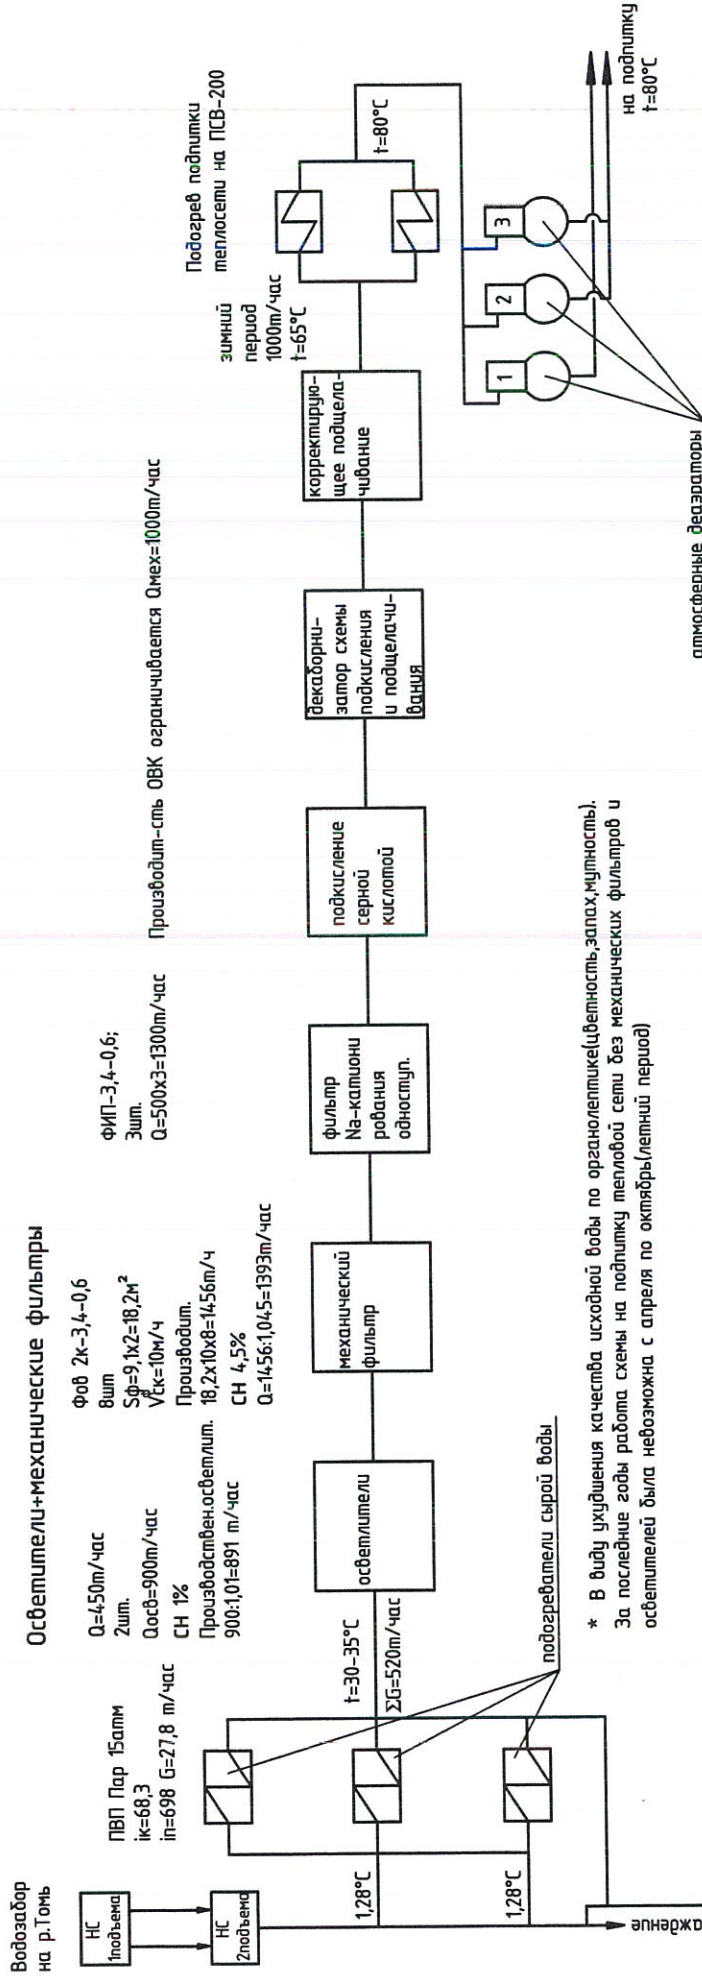 Осветители+механические фильтры
Водозабор
на р.Томь
НС
1подъема
НС
2подъема
ПВП Пар 15атм
iк=68,3
iп=698 G=27,8 т/час
1,28°С
1,28°С
t=30-35°С
ΣG=520т/час
подогреватели сырой воды
Q=450т/час
2шт.
Qосв=900т/час
СН 1%
Производствен.осветлит.
900:1,01=891 т/час
осветлители
Фов 2к-3,4-0,6
8шт
Sф=9,1х2=18,2м²
Vск=10м/ч
Производит.
18,2х10х8=1456т/ч
СН 4,5%
Q=1456:1,045=1393т/час
механический
фильтр
ФИП-3,4-0,6;
3шт.
Q=500х3=1300т/час
фильтр
Na-катиони
рования
одноступ.
Производит-сть ОВК ограничивается Qмех=1000т/час
подкисление
серной
кислотой
декаборни-
затор схемы
подкисления
и подщелачи-
вания
корректирую-
щее подщела-
чивание
зимний
период
1000т/час
t=65°С
Подогрев подпитки
теплосети на ПСВ-200
t=80°С
1
2
3
на подпитку
t=80°С
атмосферные деаэраторы
* В виду ухудшения качества исходной воды по органолептике(цветность,запах,мутность).
За последние годы работа схемы на подпитку тепловой сети без механических фильтров и
осветителей была невозможна с апреля по октябрь(летний период)